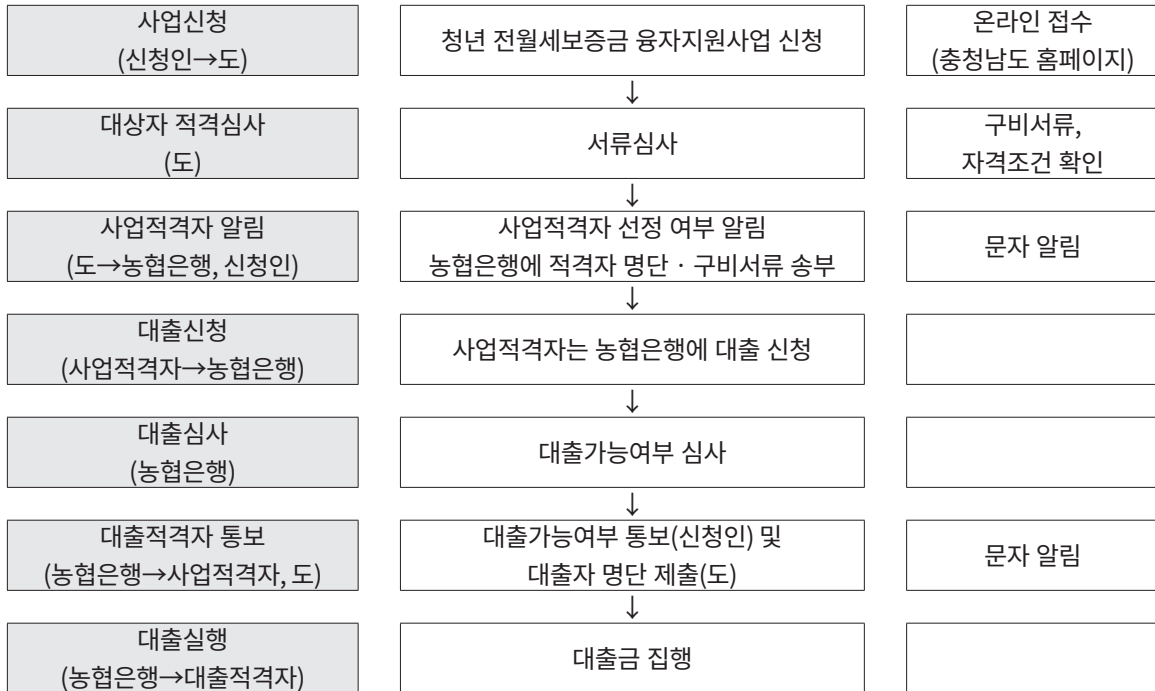 사업신청
(신청인→도)
청년 전월세보증금 융자지원사업 신청
온라인 접수
(충청남도 홈페이지)
↓
대상자 적격심사
(도)
서류심사
구비서류,
자격조건 확인
↓
사업적격자 알림
(도→농협은행, 신청인)
사업적격자 선정 여부 알림
농협은행에 적격자 명단 · 구비서류 송부
문자 알림
↓
대출신청
(사업적격자→농협은행)
사업적격자는 농협은행에 대출 신청
↓
대출심사
(농협은행)
대출가능여부 심사
↓
대출적격자 통보
(농협은행→사업적격자, 도)
대출가능여부 통보(신청인) 및
대출자 명단 제출(도)
문자 알림
↓
대출실행
(농협은행→대출적격자)
대출금 집행